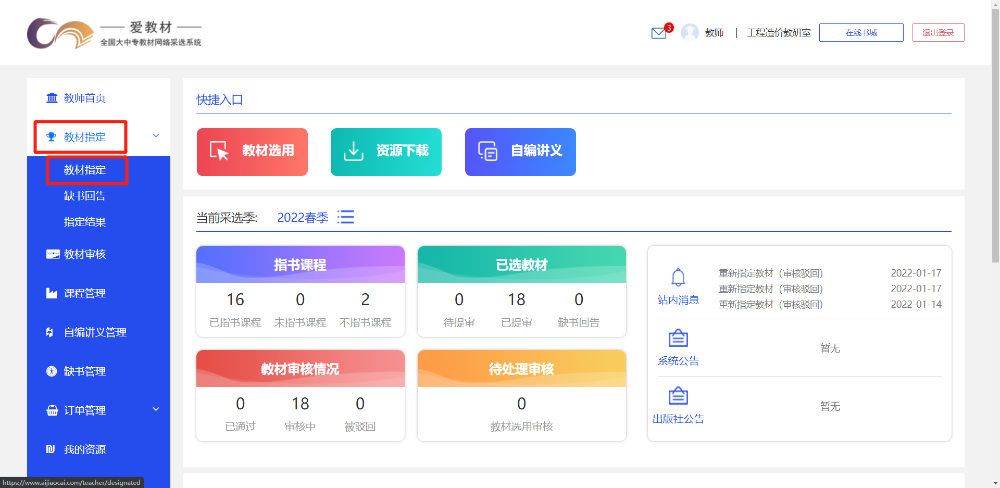 爱教材
全国大中专教材网络采选系统
3
教师 | 工程造价教研室
在线书城
退出登录
教师首页
教材指定
教材指定
缺书回告
指定结果
教材审核
课程管理
自编讲义管理
缺书管理
订单管理
我的资源
快捷入口
教材选用
资源下载
自编讲义
当前采选季: 2022春季
指书课程
16 0 2
已指书课程 未指书课程 不指书课程
已选教材
0 18 0
待提审 已提审 缺书回告
教材审核情况
0 18 0
已通过 审核中 被驳回
待处理审核
0
教材选用审核
站内消息
重新指定教材（审核驳回） 2022-01-17
重新指定教材（审核驳回） 2022-01-17
重新指定教材（审核驳回） 2022-01-14
系统公告
暂无
出版社公告
暂无
https://www.aijiaocai.com/teacher/designated